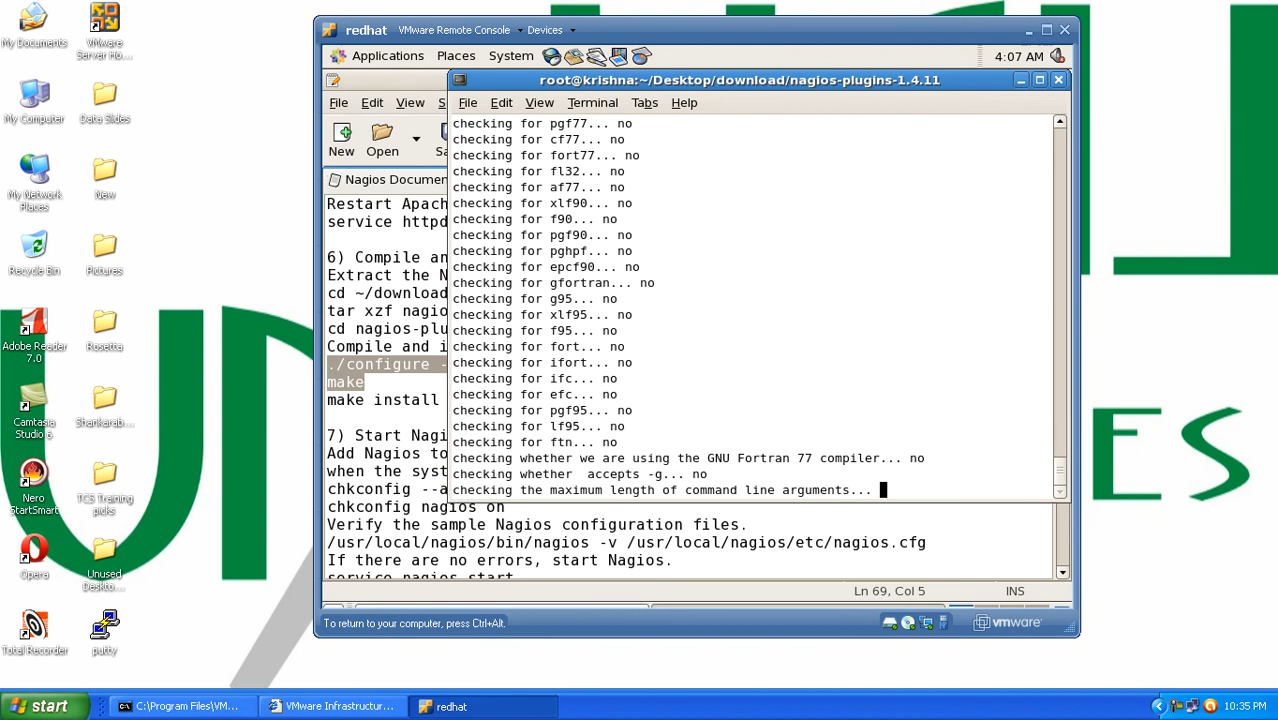 My Documents
VMware Server Ho...
My Computer
Data Slides
My Network Places
New
Recycle Bin
Pictures
Adobe Reader 7.0
Rosetta
Camtasia Studio 6
Shankarab...
Nero StartSmart
TCS Training picks
Opera
Unused Deskto...
Total Recorder
putty
redhat VMware Remote Console Devices
Applications Places System 4:07 AM
root@krishna:~/Desktop/download/nagios-plugins-1.4.11
File Edit View S
File Edit View Terminal Tabs Help
New Open Sa
Nagios Documen
Restart Apac
service httpd
6) Compile an
Extract the N
cd ~/download
tar xzf nagio
cd nagios-plu
Compile and i
./configure -
make
make install
7) Start Nagi
Add Nagios to
when the syst
chkconfig --a
chkconfig nagios on
Verify the sample Nagios configuration files.
/usr/local/nagios/bin/nagios -v /usr/local/nagios/etc/nagios.cfg
If there are no errors, start Nagios.
service nagios start
checking for pgf77... no
checking for cf77... no
checking for fort77... no
checking for fl32... no
checking for af77... no
checking for xlf90... no
checking for f90... no
checking for pgf90... no
checking for pghpf... no
checking for epcf90... no
checking for gfortran... no
checking for g95... no
checking for xlf95... no
checking for f95... no
checking for fort... no
checking for ifort... no
checking for ifc... no
checking for efc... no
checking for pgf95... no
checking for lf95... no
checking for ftn... no
checking whether we are using the GNU Fortran 77 compiler... no
checking whether  accepts -g... no
checking the maximum length of command line arguments...
Ln 69, Col 5 INS
To return to your computer, press Ctrl+Alt.
vmware
ES
start C:\Program Files\VM... VMware Infrastructur... redhat 10:35 PM